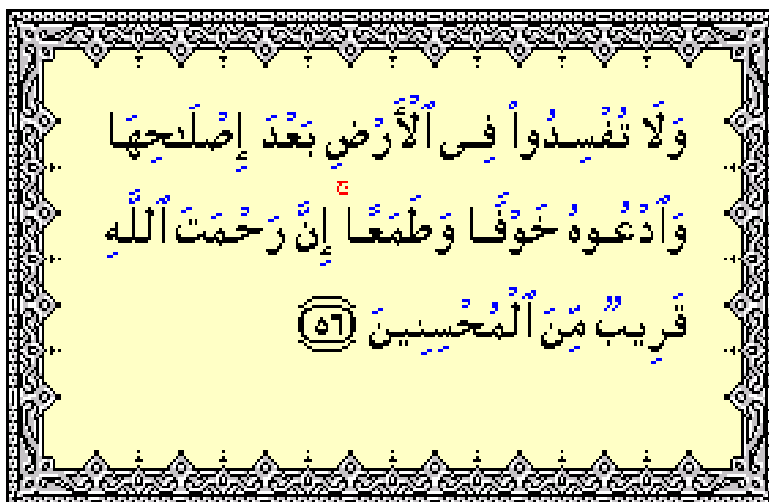 وَلَا تُفْسِدُوا۟ فِى ٱلْأَرْضِ بَعْدَ إِصْلَـٰحِهَا
وَٱدْعُوهُ خَوْفًا وَطَمَعًا ۚ إِنَّ رَحْمَتَ ٱللَّهِ
قَرِيبٌ مِّنَ ٱلْمُحْسِنِينَ ٥٦